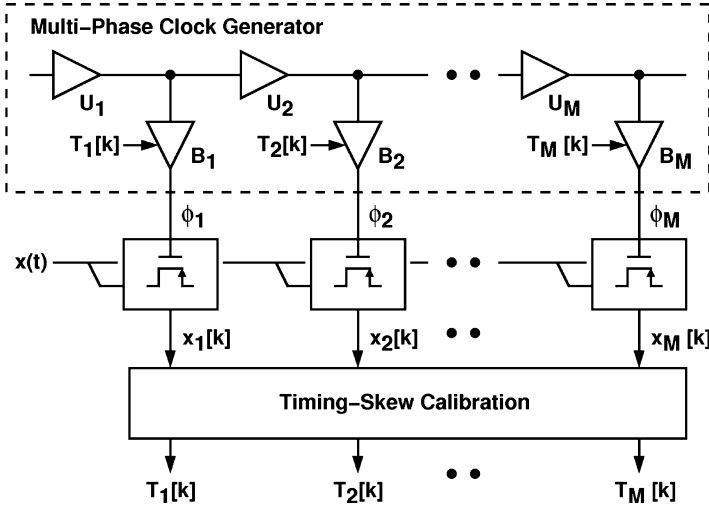 Multi-Phase Clock Generator
U1 U2 UM
T1[k] B1 T2[k] B2 TM [k] BM
ϕ1 ϕ2 ϕM
x(t)
x1[k] x2[k] xM [k]
Timing-Skew Calibration
T1[k] T2[k] TM [k]